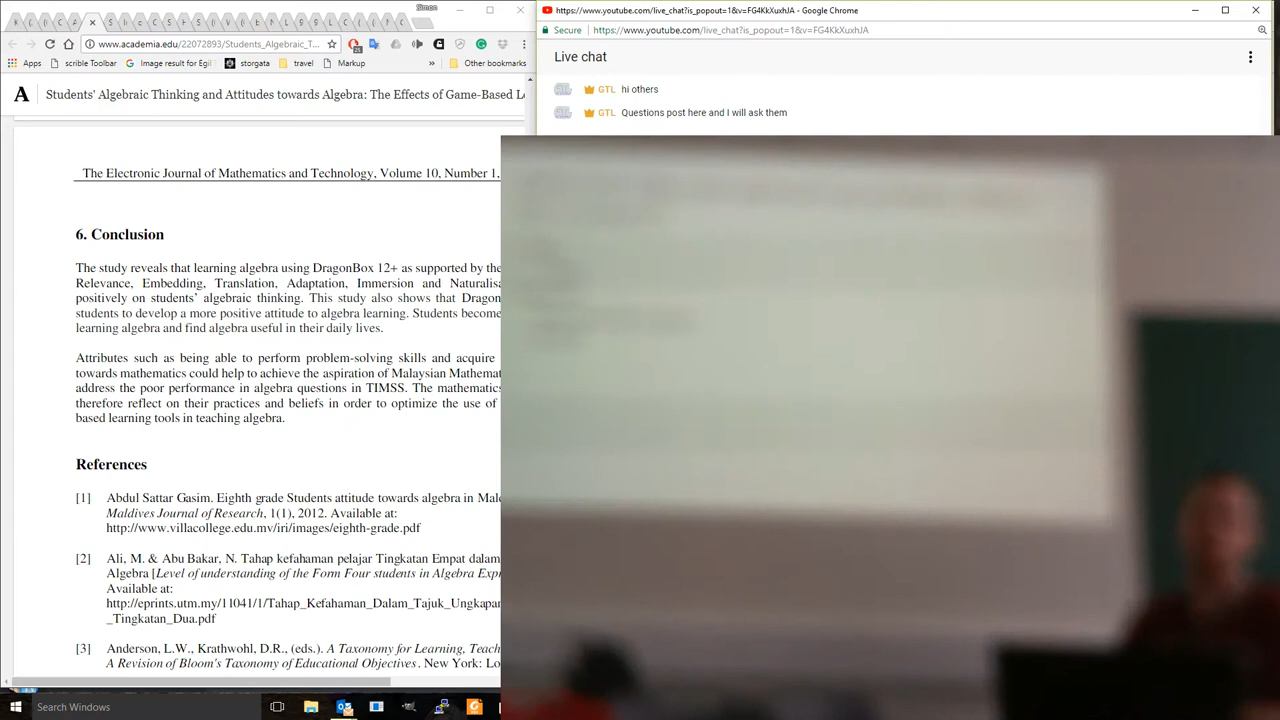 Simon
https://www.youtube.com/live_chat?is_popout=1&v=FG4KkXuxhJA - Google Chrome
www.academia.edu/22072893/Students_Algebraic_T...
Secure https://www.youtube.com/live_chat?is_popout=1&v=FG4KkXuxhJA
Apps scrible Toolbar Image result for Egil storgata travel Markup » Other bookmarks
Live chat
A Students' Algebraic Thinking and Attitudes towards Algebra: The Effects of Game-Based L
GTL hi others
GTL Questions post here and I will ask them
The Electronic Journal of Mathematics and Technology, Volume 10, Number 1,
6. Conclusion
The study reveals that learning algebra using DragonBox 12+ as supported by the
Relevance, Embedding, Translation, Adaptation, Immersion and Naturalisa
positively on students' algebraic thinking. This study also shows that Dragon
students to develop a more positive attitude to algebra learning. Students become
learning algebra and find algebra useful in their daily lives.
Attributes such as being able to perform problem-solving skills and acquire
towards mathematics could help to achieve the aspiration of Malaysian Mathemat
address the poor performance in algebra questions in TIMSS. The mathematics
therefore reflect on their practices and beliefs in order to optimize the use of
based learning tools in teaching algebra.
References
[1] Abdul Sattar Gasim. Eighth grade Students attitude towards algebra in Mal
Maldives Journal of Research, 1(1), 2012. Available at:
http://www.villacollege.edu.mv/iri/images/eighth-grade.pdf
[2] Ali, M. & Abu Bakar, N. Tahap kefahaman pelajar Tingkatan Empat dalam
Algebra [Level of understanding of the Form Four students in Algebra Exp
Available at:
http://eprints.utm.my/11041/1/Tahap_Kefahaman_Dalam_Tajuk_Ungkapan
_Tingkatan_Dua.pdf
[3] Anderson, L.W., Krathwohl, D.R., (eds.). A Taxonomy for Learning, Teach
A Revision of Bloom's Taxonomy of Educational Objectives. New York: Lo
Search Windows